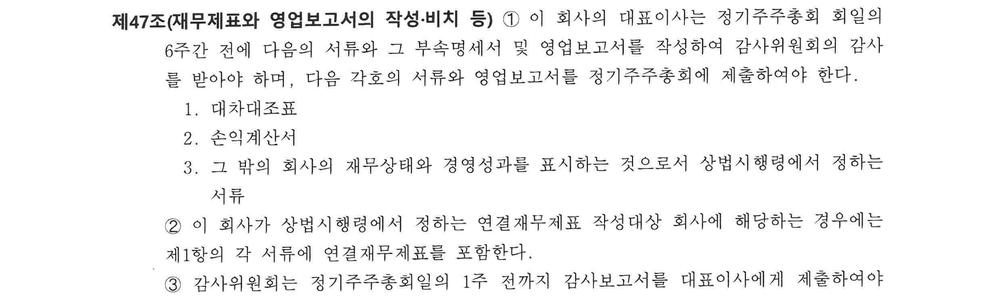 제47조(재무제표와 영업보고서의 작성·비치 등) ① 이 회사의 대표이사는 정기주주총회 회일의
6주간 전에 다음의 서류와 그 부속명세서 및 영업보고서를 작성하여 감사위원회의 감사
를 받아야 하며, 다음 각호의 서류와 영업보고서를 정기주주총회에 제출하여야 한다.
1. 대차대조표
2. 손익계산서
3. 그 밖의 회사의 재무상태와 경영성과를 표시하는 것으로서 상법시행령에서 정하는
서류
② 이 회사가 상법시행령에서 정하는 연결재무제표 작성대상 회사에 해당하는 경우에는
제1항의 각 서류에 연결재무제표를 포함한다.
③ 감사위원회는 정기주주총회일의 1주 전까지 감사보고서를 대표이사에게 제출하여야